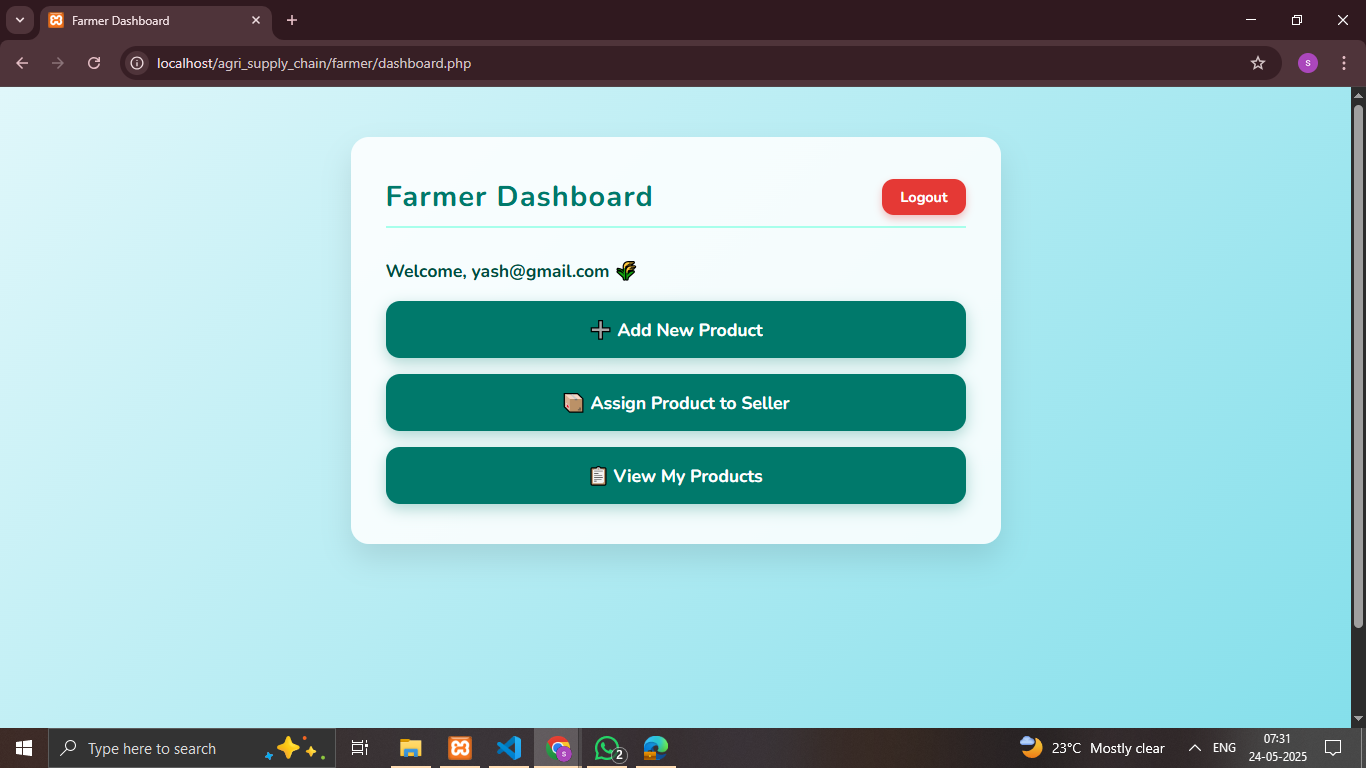 Farmer Dashboard
localhost/agri_supply_chain/farmer/dashboard.php
s
Farmer Dashboard
Logout
Welcome, yash@gmail.com 🌾
➕ Add New Product
📦 Assign Product to Seller
📋 View My Products
Type here to search
s
2
23°C Mostly clear
ENG
07:31
24-05-2025